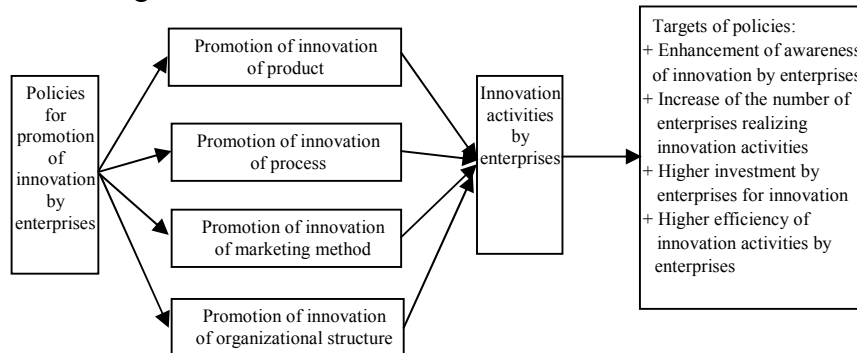 Policies
for
promotion
of
innovation
by
enterprises
Promotion of innovation
of product
Promotion of innovation
of process
Promotion of innovation
of marketing method
Promotion of innovation
of organizational structure
Innovation
activities
by
enterprises
Targets of policies:
+ Enhancement of awareness
of innovation by enterprises
+ Increase of the number of
enterprises realizing
innovation activities
+ Higher investment by
enterprises for innovation
+ Higher efficiency of
innovation activities by
enterprises